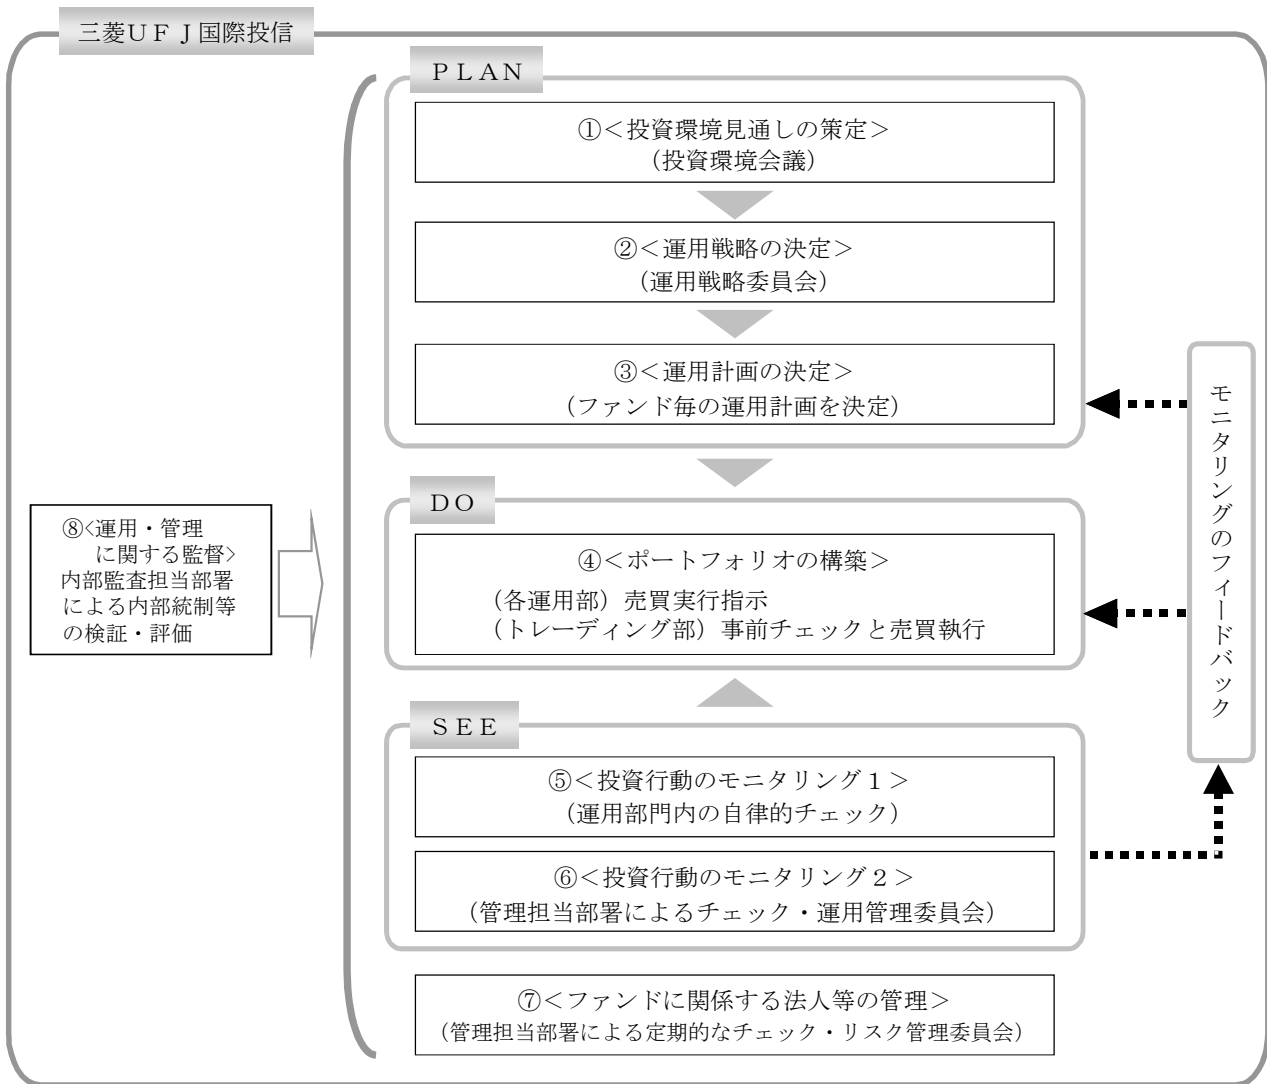 三菱ＵＦＪ国際投信
ＰＬＡＮ
①＜投資環境見通しの策定＞
（投資環境会議）
②＜運用戦略の決定＞
（運用戦略委員会）
③＜運用計画の決定＞
（ファンド毎の運用計画を決定）
ＤＯ
④＜ポートフォリオの構築＞
（各運用部）売買実行指示
（トレーディング部）事前チェックと売買執行
ＳＥＥ
⑤＜投資行動のモニタリング１＞
（運用部門内の自律的チェック）
⑥＜投資行動のモニタリング２＞
（管理担当部署によるチェック・運用管理委員会）
⑦＜ファンドに関係する法人等の管理＞
（管理担当部署による定期的なチェック・リスク管理委員会）
⑧<運用・管理
に関する監督>
内部監査担当部署
による内部統制等
の検証・評価
モニタリングのフィードバック